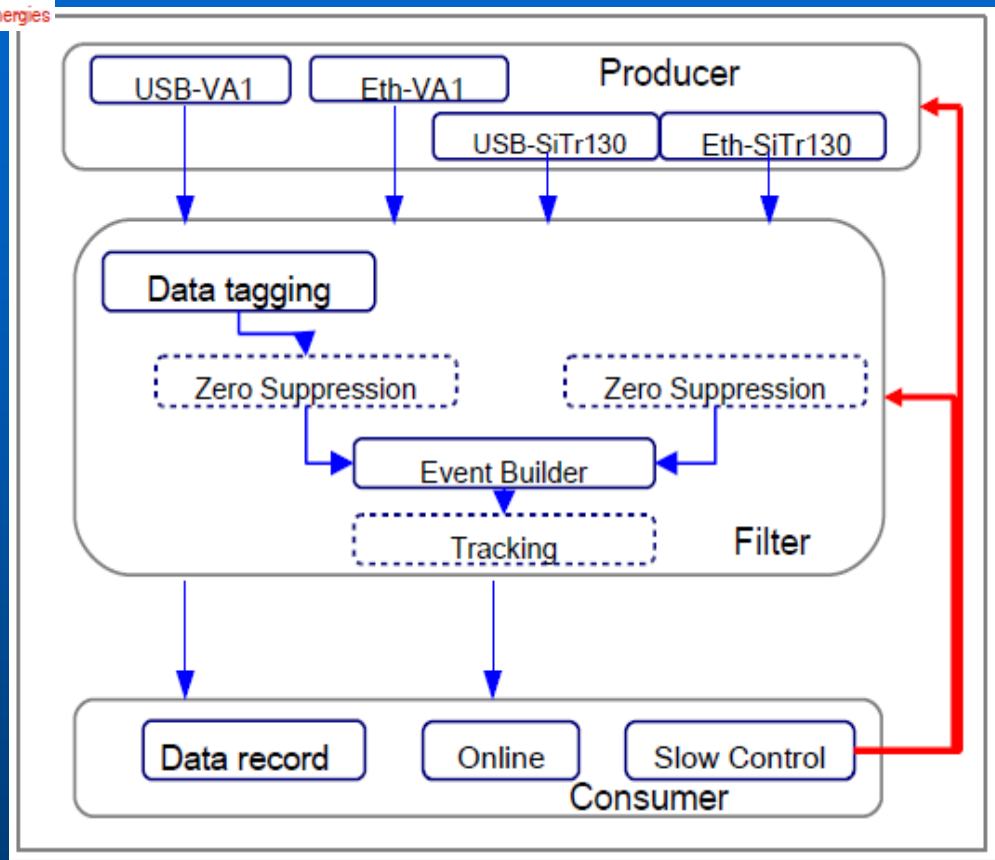 Producer
USB-VA1
Eth-VA1
USB-SiTr130
Eth-SiTr130
Data tagging
Zero Suppression
Zero Suppression
Event Builder
Tracking
Filter
Data record
Online
Slow Control
Consumer